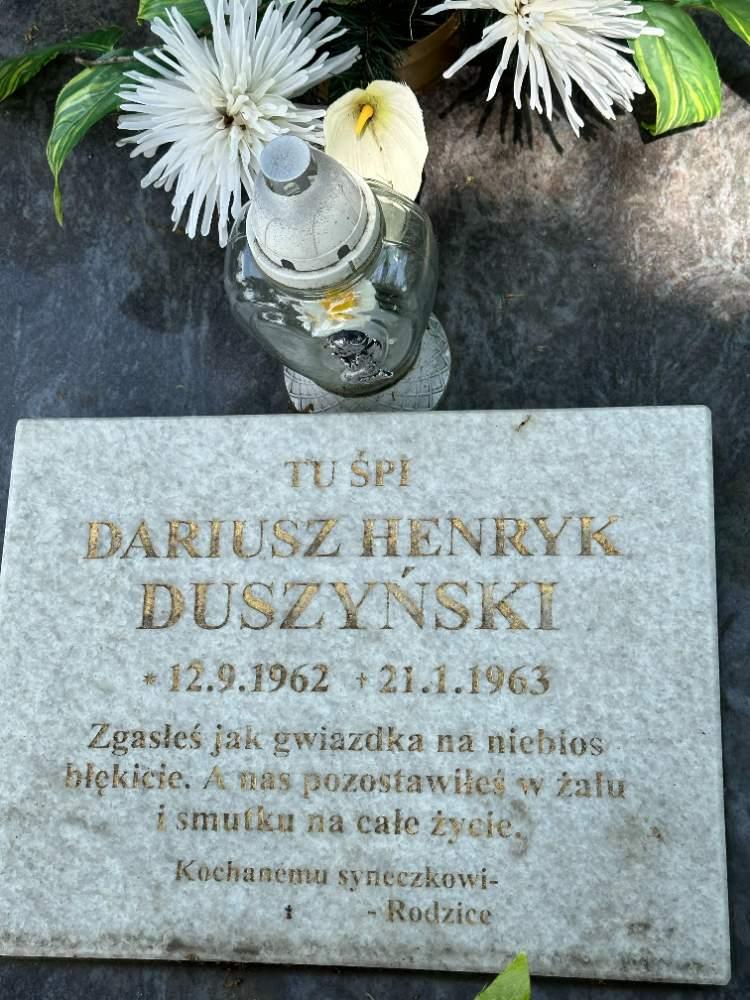 TU ŚPI
DARIUSZ HENRYK
DUSZYŃSKI
* 12.9.1962 + 21.1.1963
Zgasłeś jak gwiazdka na niebios
błękicie. A nas pozostawiłeś w żalu
i smutku na całe życie.
Kochanemu syneczkowi-
- Rodzice